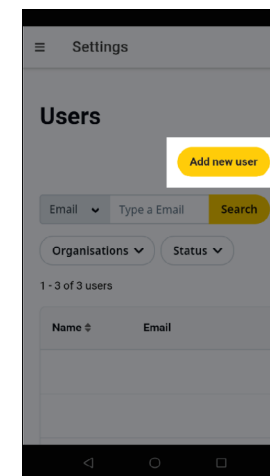 Settings
Users
Add new user
Email Type a Email Search
Organisations Status
1 - 3 of 3 users
Name Email